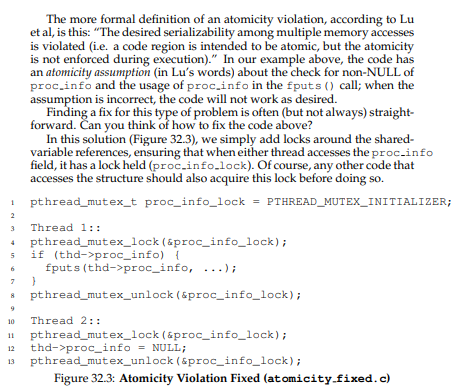 The more formal definition of an atomicity violation, according to Lu
et al, is this: “The desired serializability among multiple memory accesses
is violated (i.e. a code region is intended to be atomic, but the atomicity
is not enforced during execution).” In our example above, the code has
an atomicity assumption (in Lu’s words) about the check for non-NULL of
proc_info and the usage of proc_info in the fputs() call; when the
assumption is incorrect, the code will not work as desired.
Finding a fix for this type of problem is often (but not always) straight-
forward. Can you think of how to fix the code above?
In this solution (Figure 32.3), we simply add locks around the shared-
variable references, ensuring that when either thread accesses the proc_info
field, it has a lock held (proc_info_lock). Of course, any other code that
accesses the structure should also acquire this lock before doing so.
1 pthread_mutex_t proc_info_lock = PTHREAD_MUTEX_INITIALIZER;
2
3 Thread 1::
4 pthread_mutex_lock(&proc_info_lock);
5 if (thd->proc_info) {
6   fputs(thd->proc_info, ...);
7 }
8 pthread_mutex_unlock(&proc_info_lock);
9
10 Thread 2::
11 pthread_mutex_lock(&proc_info_lock);
12 thd->proc_info = NULL;
13 pthread_mutex_unlock(&proc_info_lock);
Figure 32.3: Atomicity Violation Fixed (atomicity_fixed.c)